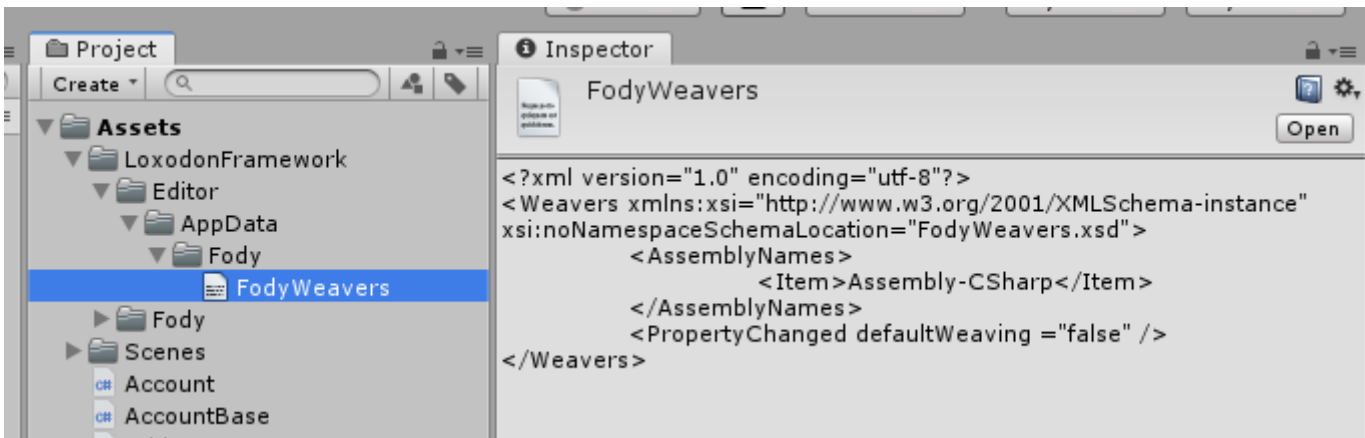 Project
Create
Assets
LoxodonFramework
Editor
AppData
Fody
FodyWeavers
Fody
Scenes
Account
AccountBase
Inspector
FodyWeavers
Open
<?xml version="1.0" encoding="utf-8"?>
<Weavers xmlns:xsi="http://www.w3.org/2001/XMLSchema-instance"
xsi:noNamespaceSchemaLocation="FodyWeavers.xsd">
<AssemblyNames>
<Item>Assembly-CSharp</Item>
</AssemblyNames>
<PropertyChanged defaultWeaving ="false" />
</Weavers>